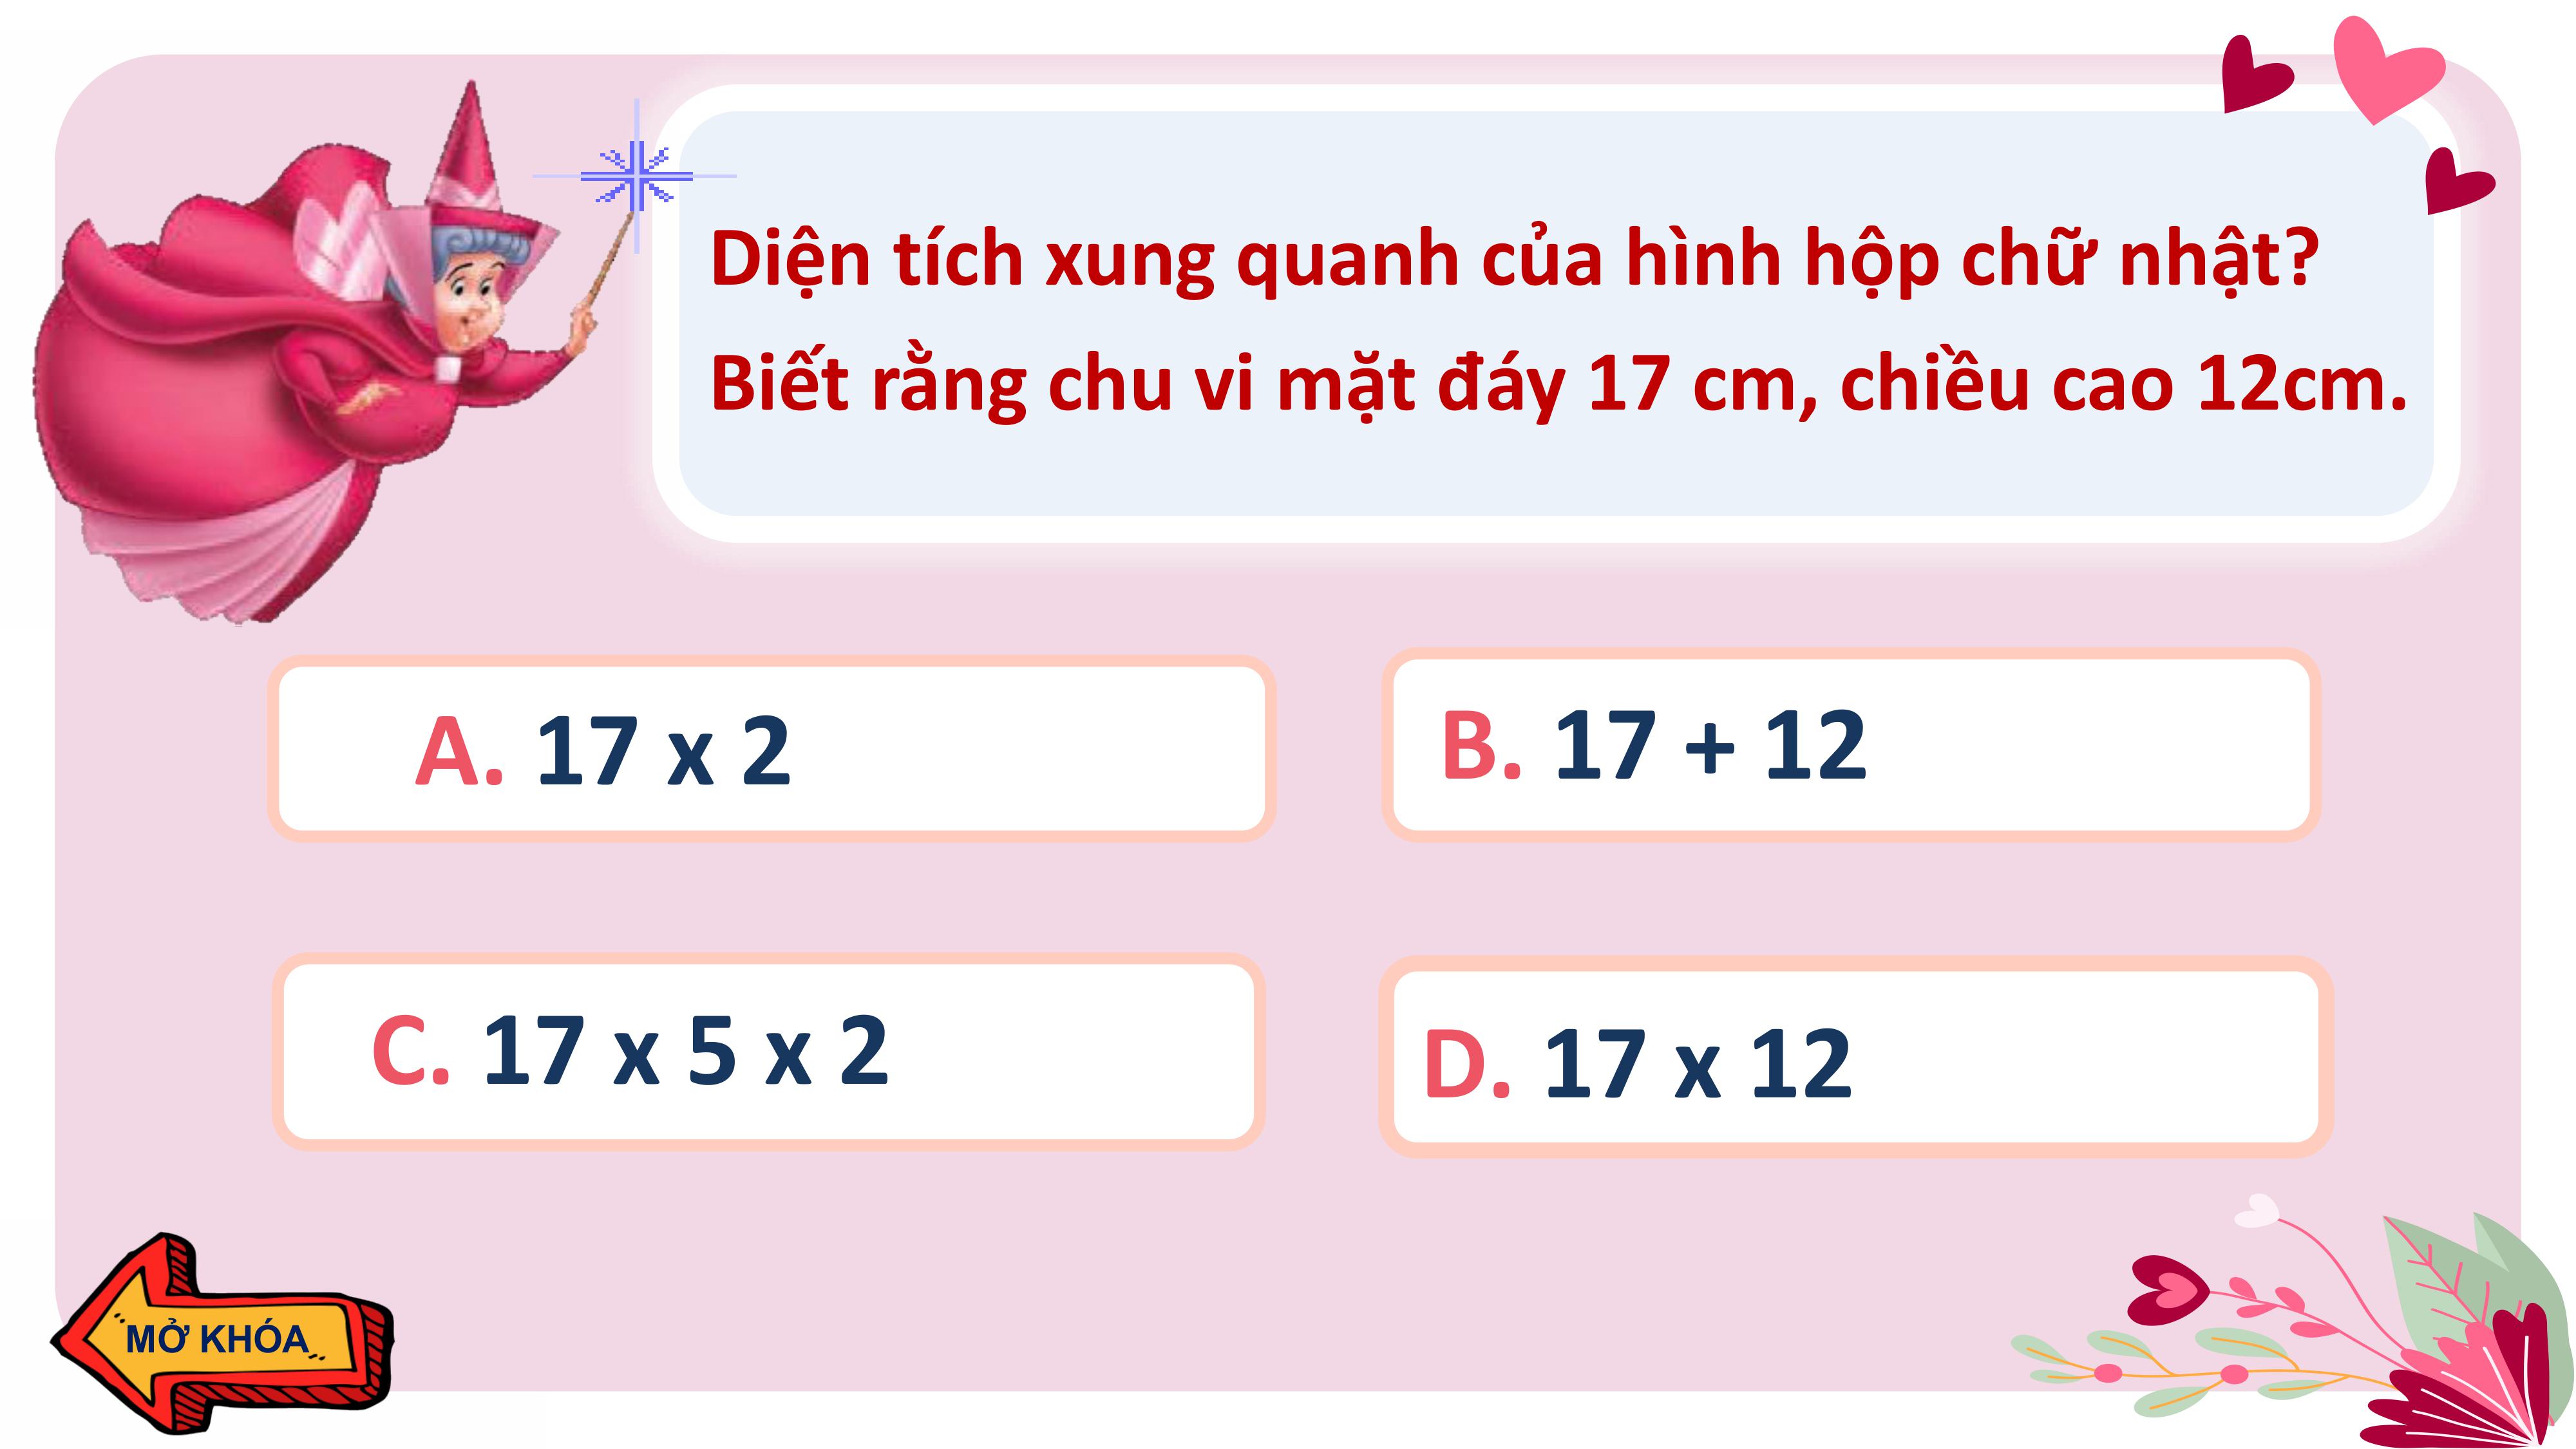 Diện tích xung quanh của hình hộp chữ nhật?
Biết rằng chu vi mặt đáy 17 cm, chiều cao 12cm.
A. 17 x 2
B. 17 + 12
C. 17 x 5 x 2
D. 17 x 12
MỞ KHÓA